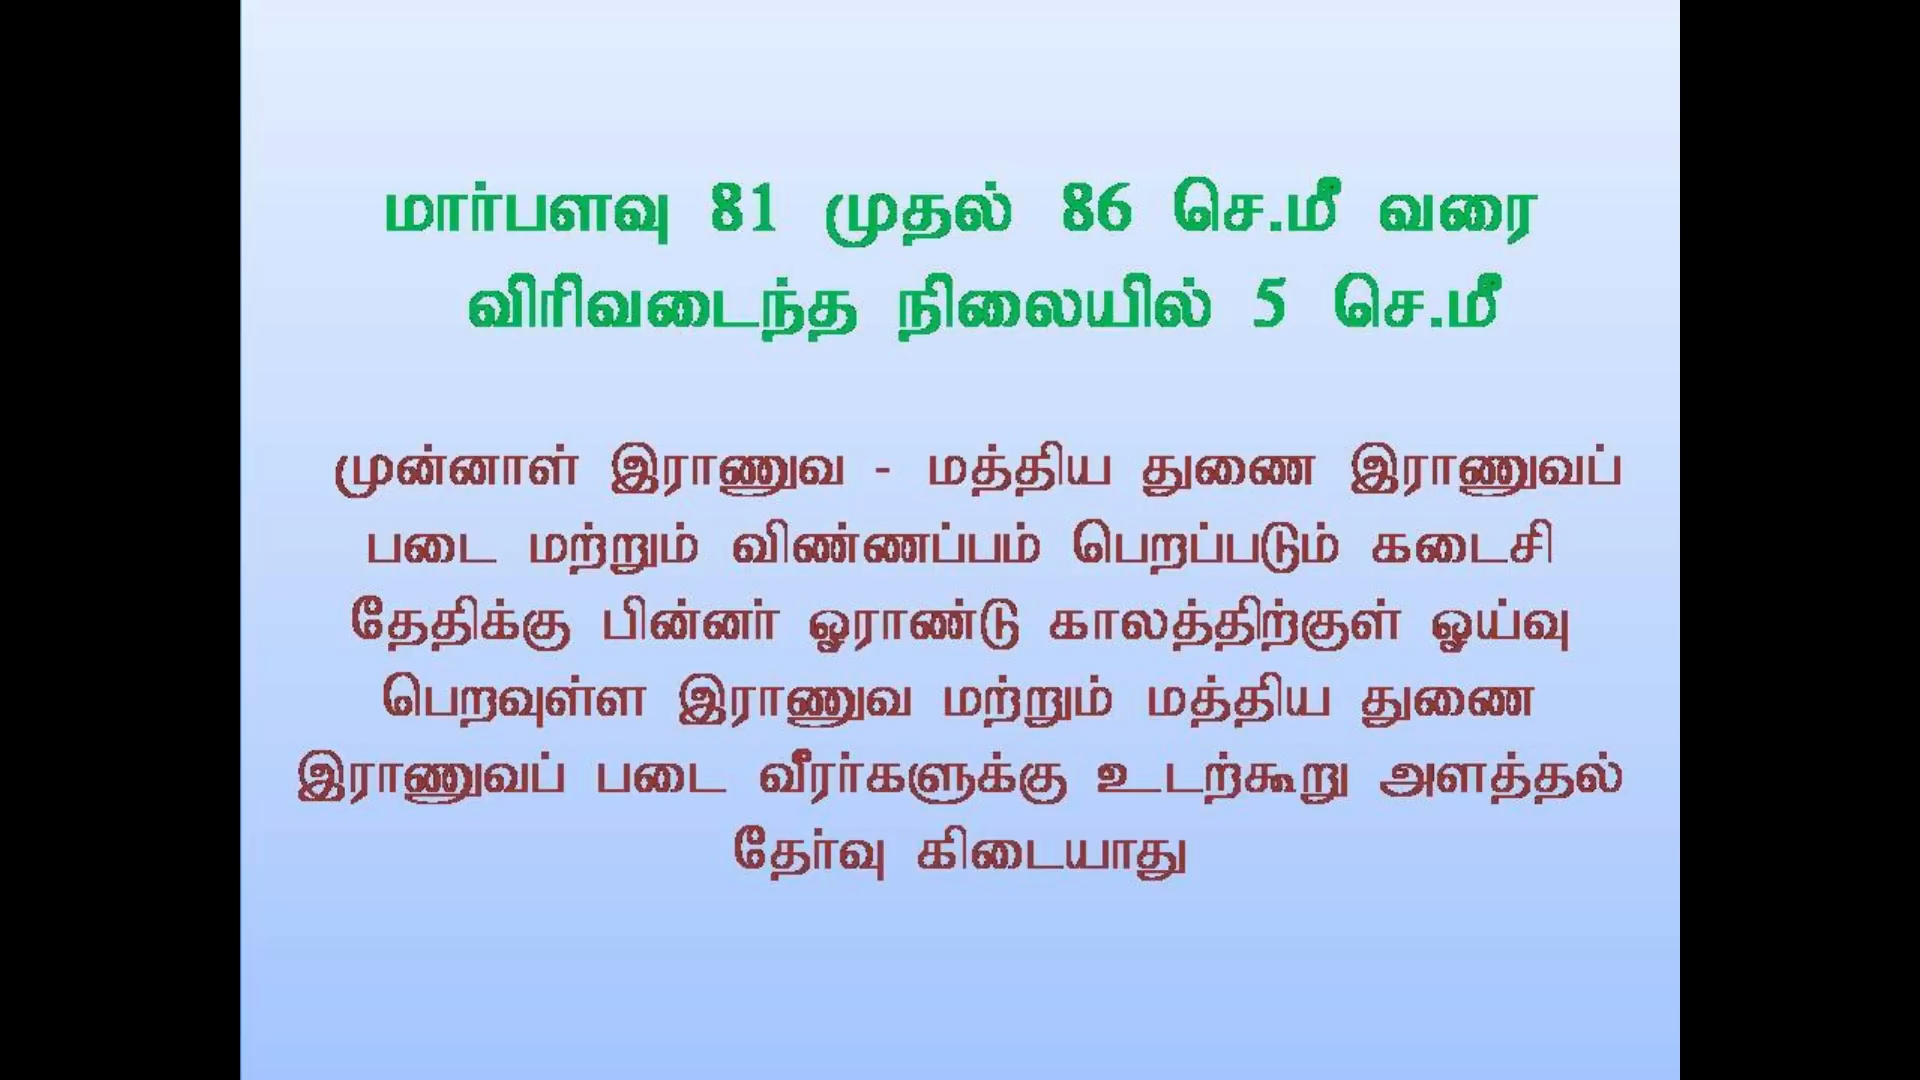 மார்பளவு 81 முதல் 86 செ.மீ வரை
விரிவடைந்த நிலையில் 5 செ.மீ
முன்னாள் இராணுவ - மத்திய துணை இராணுவப்
படை மற்றும் விண்ணப்பம் பெறப்படும் கடைசி
தேதிக்கு பின்னர் ஓராண்டு காலத்திற்குள் ஓய்வு
பெறவுள்ள இராணுவ மற்றும் மத்திய துணை
இராணுவப் படை வீரர்களுக்கு உடற்கூறு அளத்தல்
தேர்வு கிடையாது